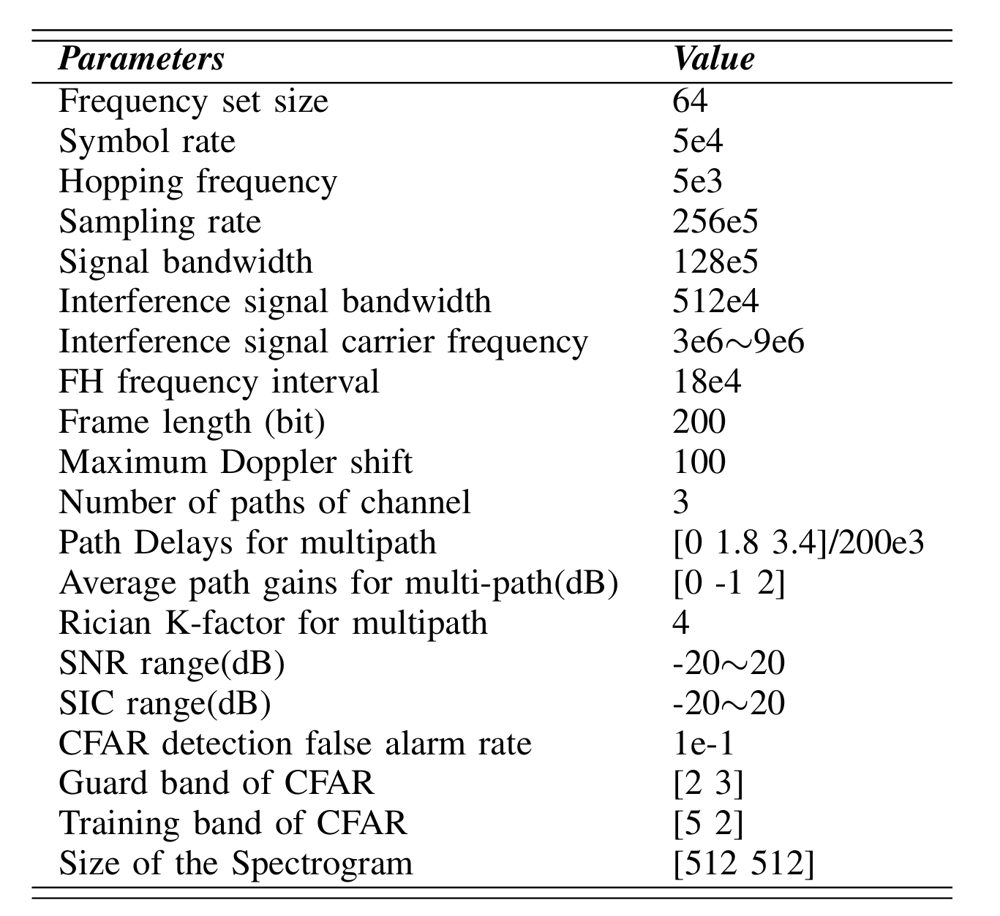 Parameters Value
Frequency set size 64
Symbol rate 5e4
Hopping frequency 5e3
Sampling rate 256e5
Signal bandwidth 128e5
Interference signal bandwidth 512e4
Interference signal carrier frequency 3e6∼9e6
FH frequency interval 18e4
Frame length (bit) 200
Maximum Doppler shift 100
Number of paths of channel 3
Path Delays for multipath [0 1.8 3.4]/200e3
Average path gains for multi-path(dB) [0 -1 2]
Rician K-factor for multipath 4
SNR range(dB) -20∼20
SIC range(dB) -20∼20
CFAR detection false alarm rate 1e-1
Guard band of CFAR [2 3]
Training band of CFAR [5 2]
Size of the Spectrogram [512 512]